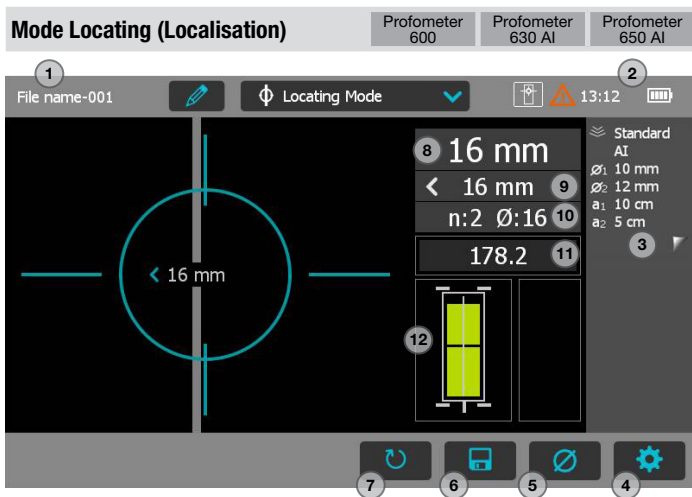 Mode Locating (Localisation)
Profometer
600
Profometer
630 AI
Profometer
650 AI
1
2
File name-001
Locating Mode
13:12
8
16 mm
< 16 mm
9
n:2 Ø:16
10
178.2
11
< 16 mm
12
Standard
AI
ø1 10 mm
ø2 12 mm
a1 10 cm
a2 5 cm
3
7
6
5
4